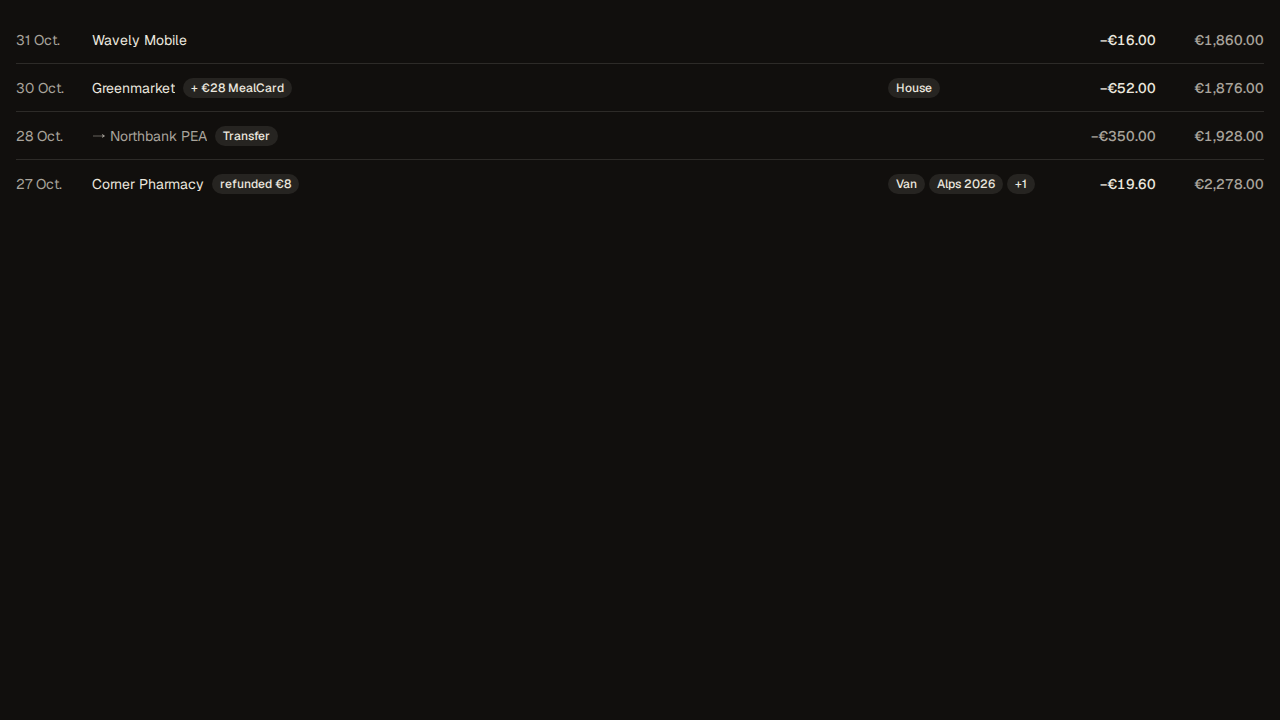 31 Oct. Wavely Mobile −€16.00 €1,860.00
30 Oct. Greenmarket + €28 MealCard House −€52.00 €1,876.00
28 Oct. → Northbank PEA Transfer −€350.00 €1,928.00
27 Oct. Corner Pharmacy refunded €8 Van Alps 2026 +1 −€19.60 €2,278.00